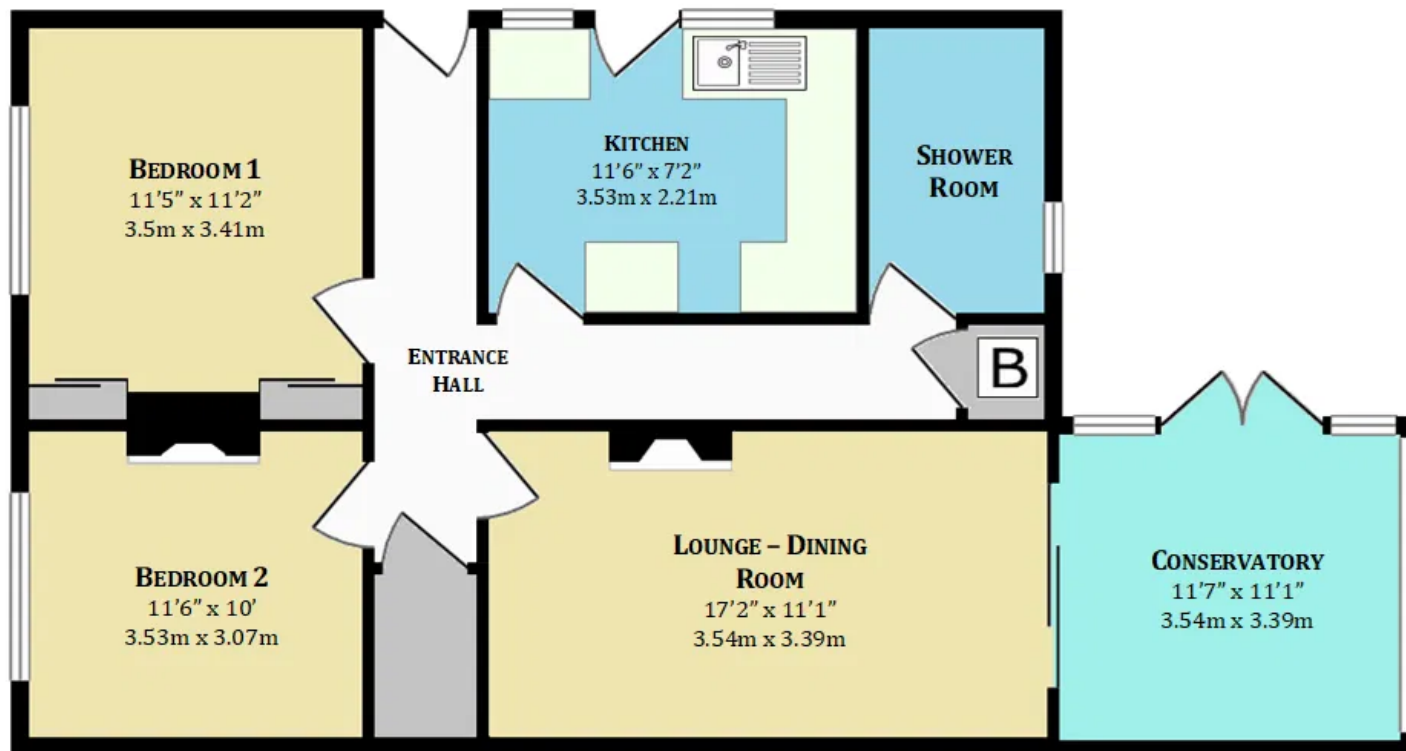 BEDROOM 1
11’5” x 11’2”
3.5m x 3.41m
KITCHEN
11’6” x 7’2”
3.53m x 2.21m
SHOWER
ROOM
ENTRANCE
HALL
B
BEDROOM 2
11’6” x 10’
3.53m x 3.07m
LOUNGE – DINING
ROOM
17’2” x 11’1”
3.54m x 3.39m
CONSERVATORY
11’7” x 11’1”
3.54m x 3.39m